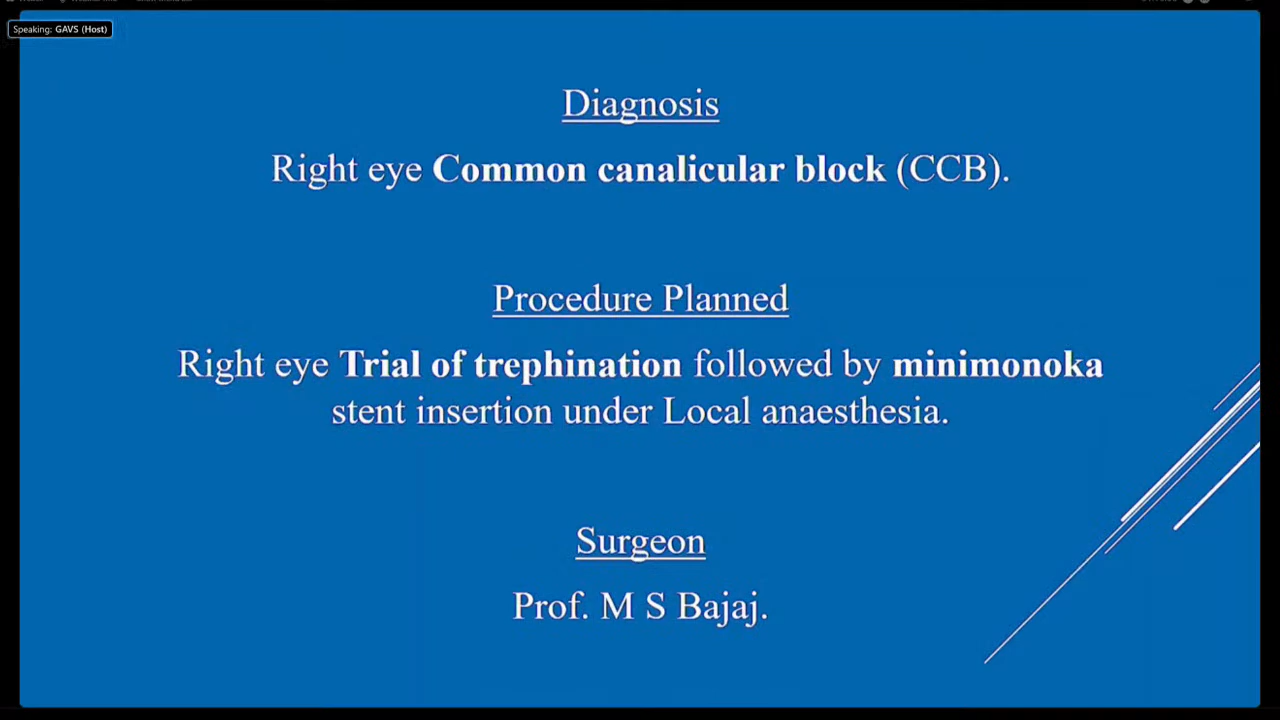 Speaking: GAVS (Host)
Diagnosis
Right eye Common canalicular block (CCB).
Procedure Planned
Right eye Trial of trephination followed by minimonoka
stent insertion under Local anaesthesia.
Surgeon
Prof. M S Bajaj.